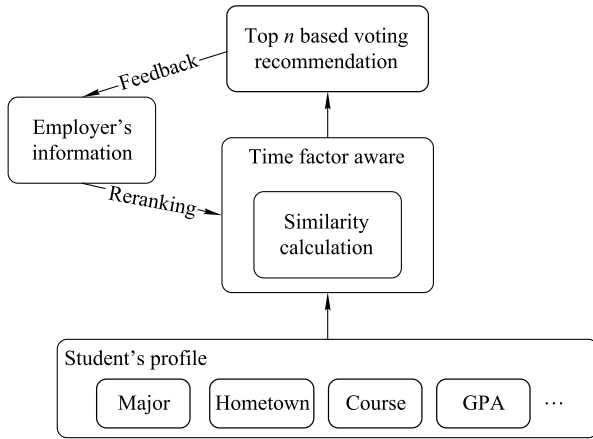 Top n based voting
recommendation
Feedback
Employer's
information
Time factor aware
Reranking
Similarity
calculation
Student's profile
Major
Hometown
Course
GPA
...